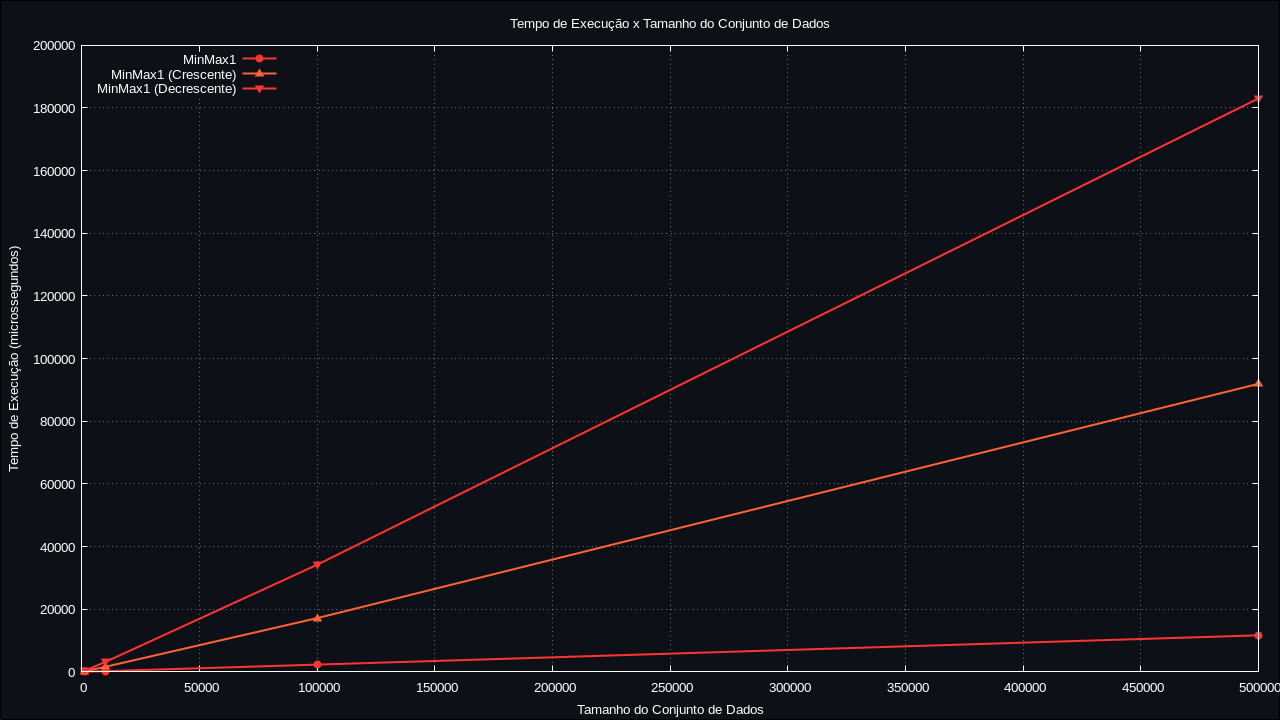 Tempo de Execução x Tamanho do Conjunto de Dados
200000
180000
160000
140000
120000
100000
80000
60000
40000
20000
0
MinMax1
MinMax1 (Crescente)
MinMax1 (Decrescente)
Tempo de Execução (microssegundos)
0 50000 100000 150000 200000 250000 300000 350000 400000 450000 500000
Tamanho do Conjunto de Dados